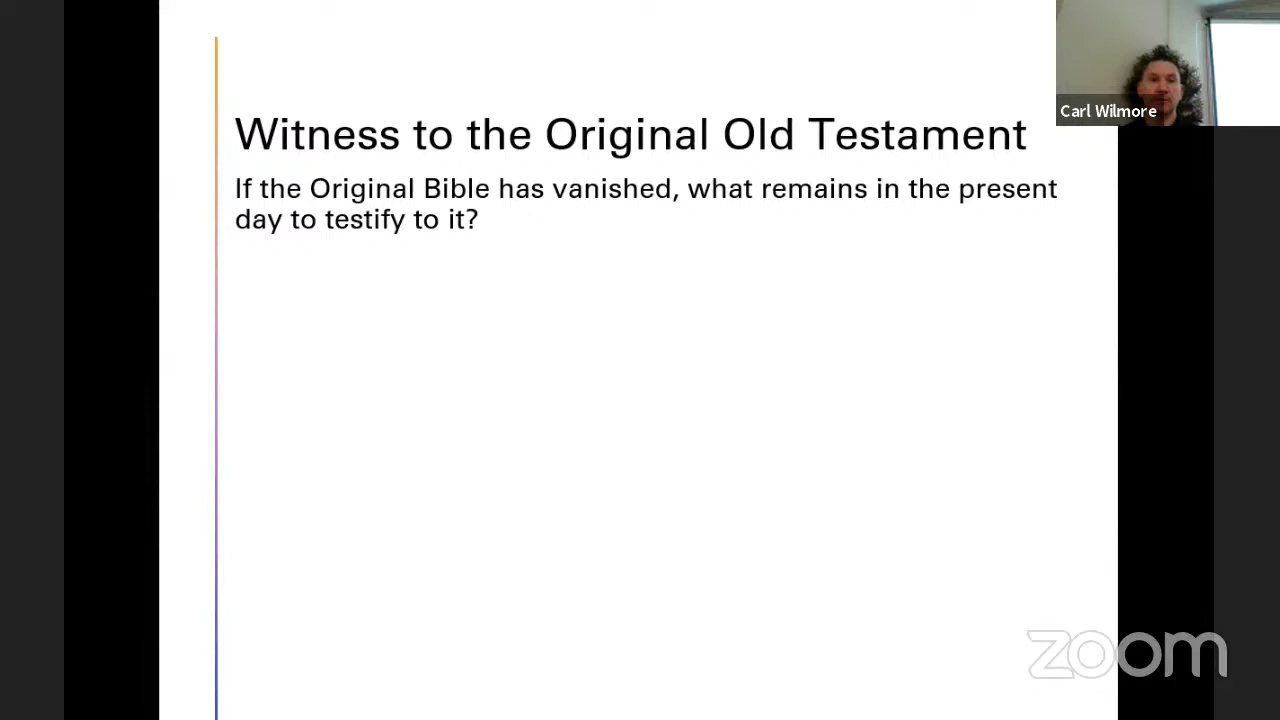 Witness to the Original Old Testament
If the Original Bible has vanished, what remains in the present
day to testify to it?
Carl Wilmore
zoom